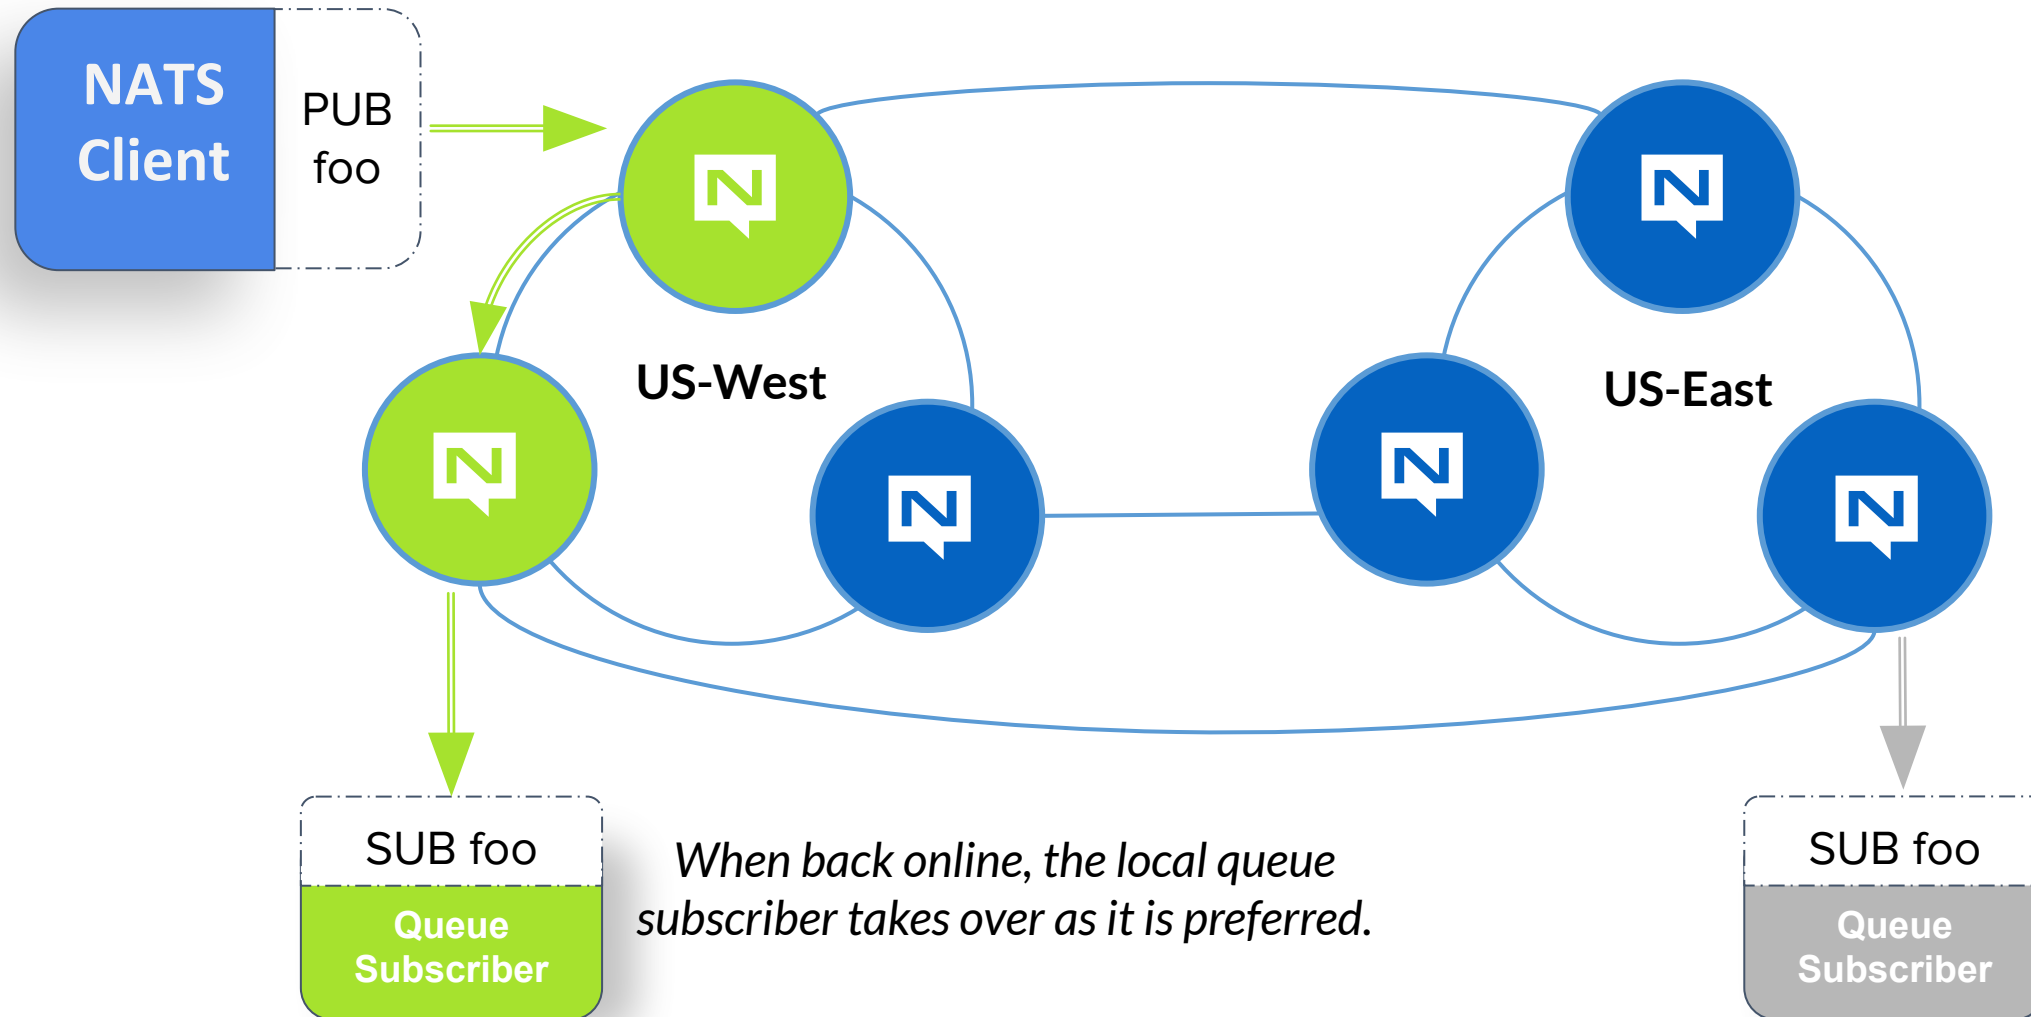 NATS
Client
PUB
foo
US-West
US-East
SUB foo
Queue
Subscriber
When back online, the local queue
subscriber takes over as it is preferred.
SUB foo
Queue
Subscriber